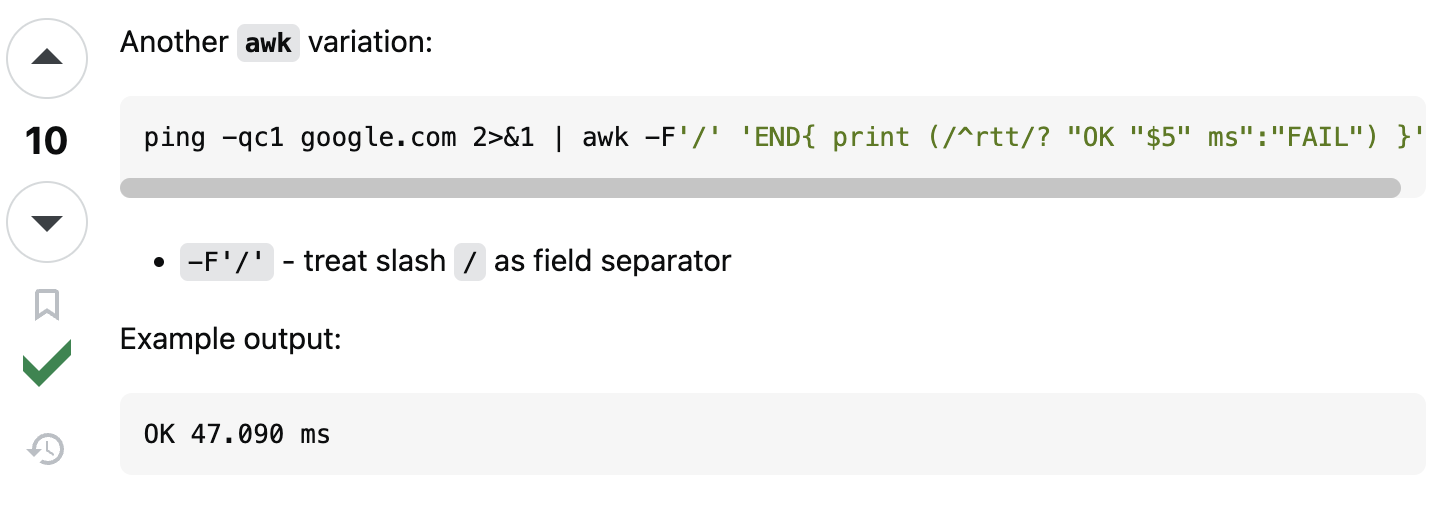 Another awk variation:
10
ping -qc1 google.com 2>&1 | awk -F'/' 'END{ print (/^rtt/? "OK "$5" ms":"FAIL") }'
-F'/' - treat slash / as field separator
Example output:
OK 47.090 ms